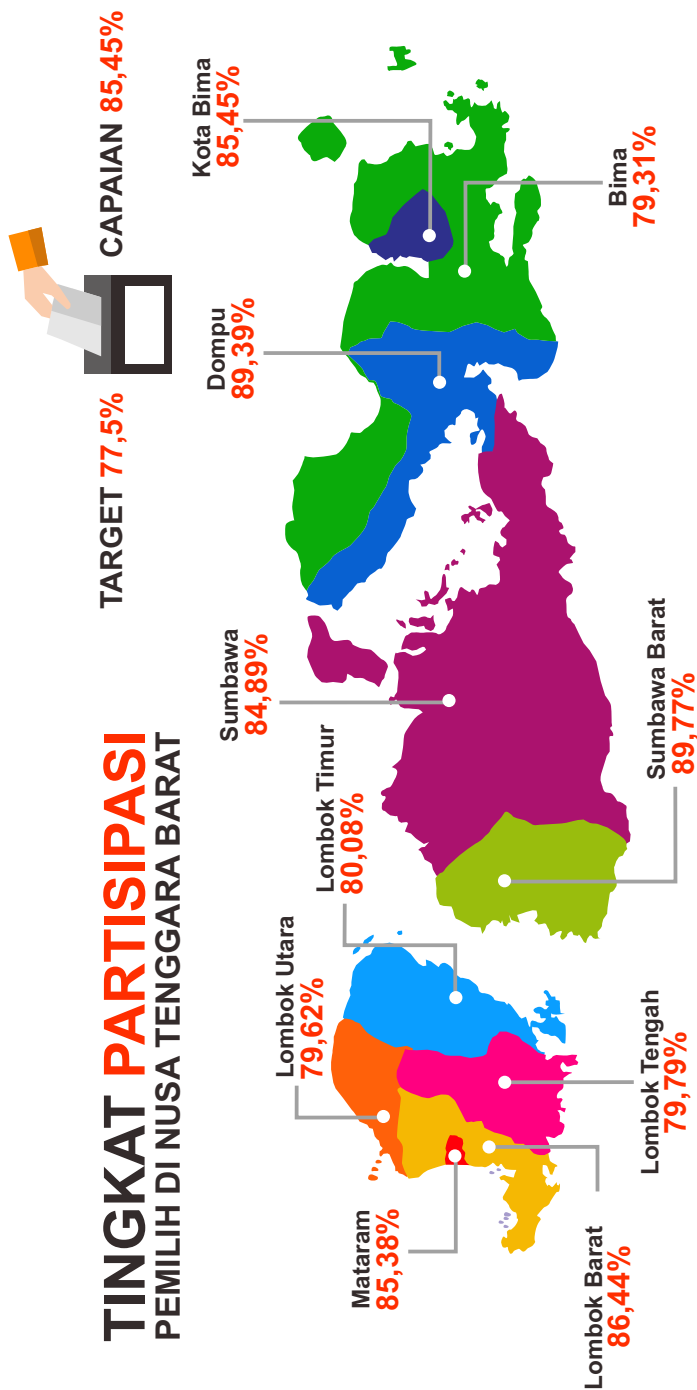 TINGKAT PARTISIPASI
PEMILIH DI NUSA TENGGARA BARAT
TARGET 77,5%
CAPAIAN 85,45%
Mataram
85,38%
Lombok Barat
86,44%
Lombok Utara
79,62%
Lombok Tengah
79,79%
Lombok Timur
80,08%
Sumbawa
84,89%
Sumbawa Barat
89,77%
Dompu
89,39%
Kota Bima
85,45%
Bima
79,31%